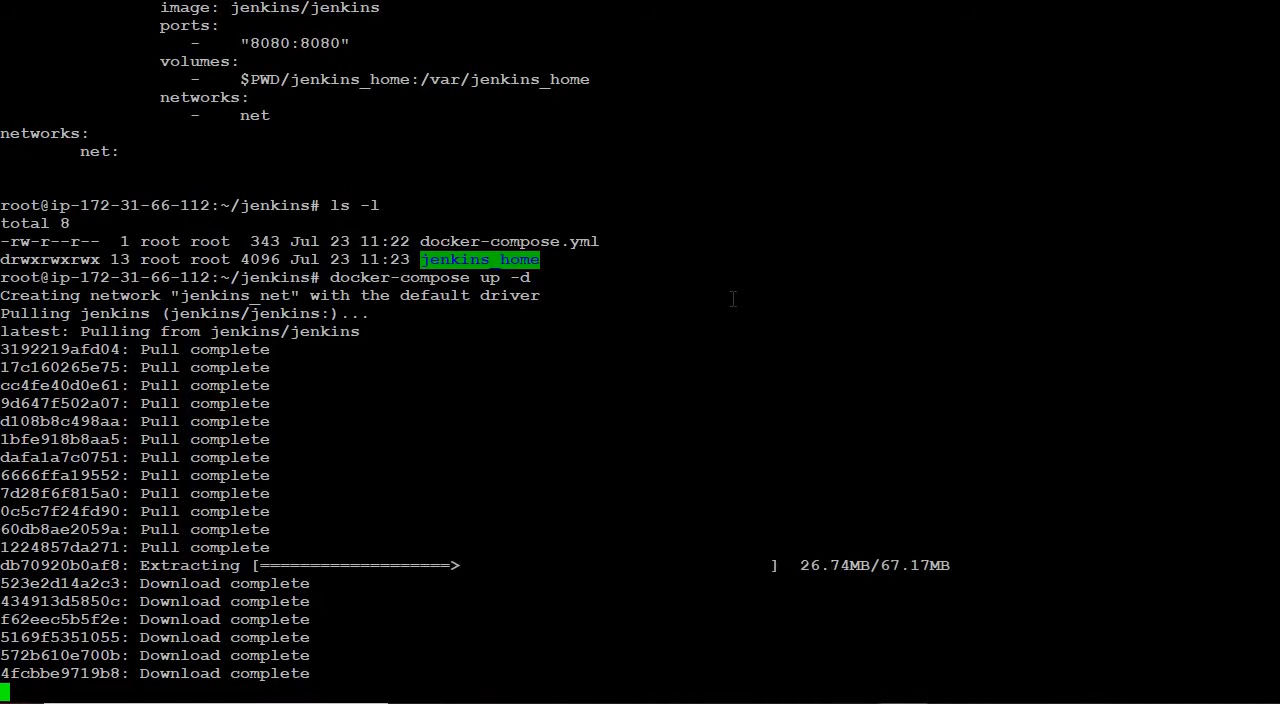 image: jenkins/jenkins
ports:
- "8080:8080"
volumes:
- $PWD/jenkins_home:/var/jenkins_home
networks:
- net
networks:
net:
root@ip-172-31-66-112:~/jenkins# ls -l
total 8
-rw-r--r-- 1 root root 343 Jul 23 11:22 docker-compose.yml
drwxrwxrwx 13 root root 4096 Jul 23 11:23 jenkins_home
root@ip-172-31-66-112:~/jenkins# docker-compose up -d
Creating network "jenkins_net" with the default driver
Pulling jenkins (jenkins/jenkins:)...
latest: Pulling from jenkins/jenkins
3192219afd04: Pull complete
17c160265e75: Pull complete
cc4fe40d0e61: Pull complete
9d647f502a07: Pull complete
d108b8c498aa: Pull complete
1bfe918b8aa5: Pull complete
dafa1a7c0751: Pull complete
6666ffa19552: Pull complete
7d28f6f815a0: Pull complete
0c5c7f24fd90: Pull complete
60db8ae2059a: Pull complete
1224857da271: Pull complete
db70920b0af8: Extracting [===================> ] 26.74MB/67.17MB
523e2d14a2c3: Download complete
434913d5850c: Download complete
f62eec5b5f2e: Download complete
5169f5351055: Download complete
572b610e700b: Download complete
4fcbbe9719b8: Download complete